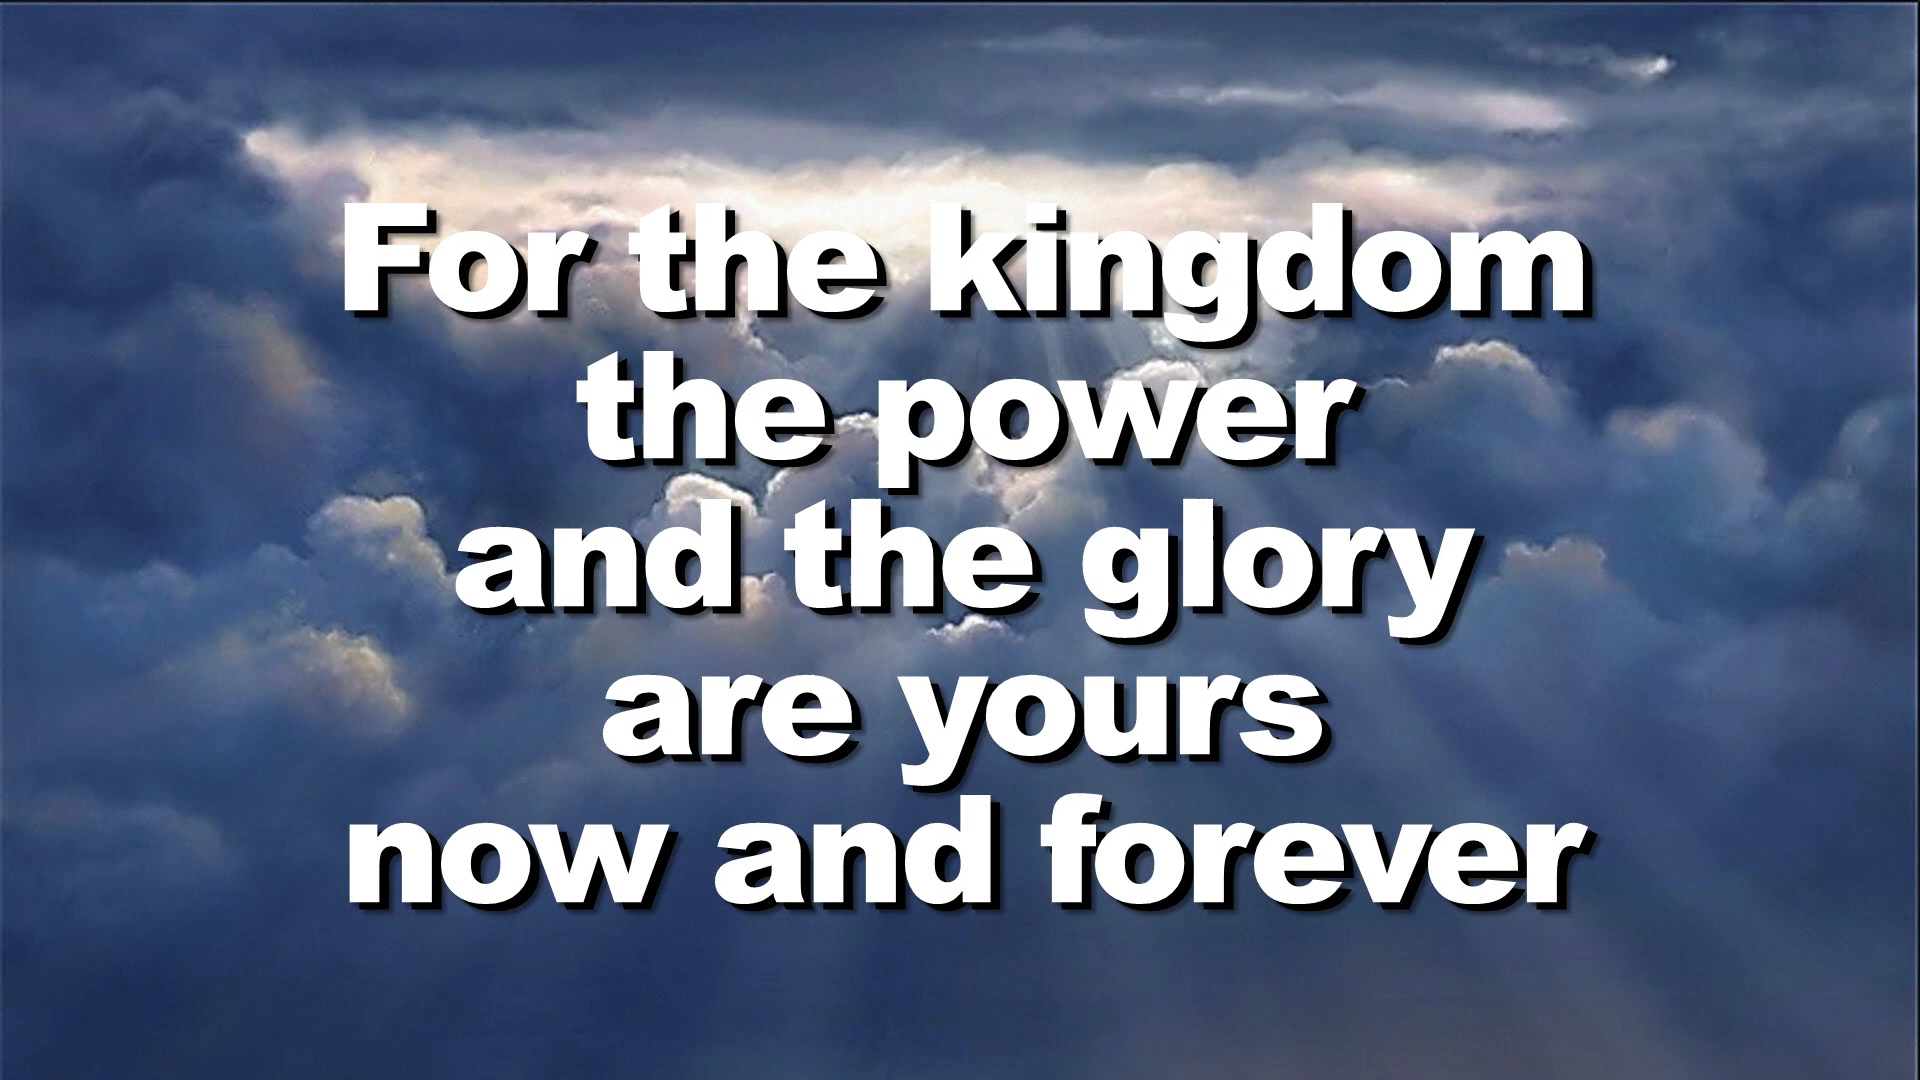 For the kingdom
the power
and the glory
are yours
now and forever